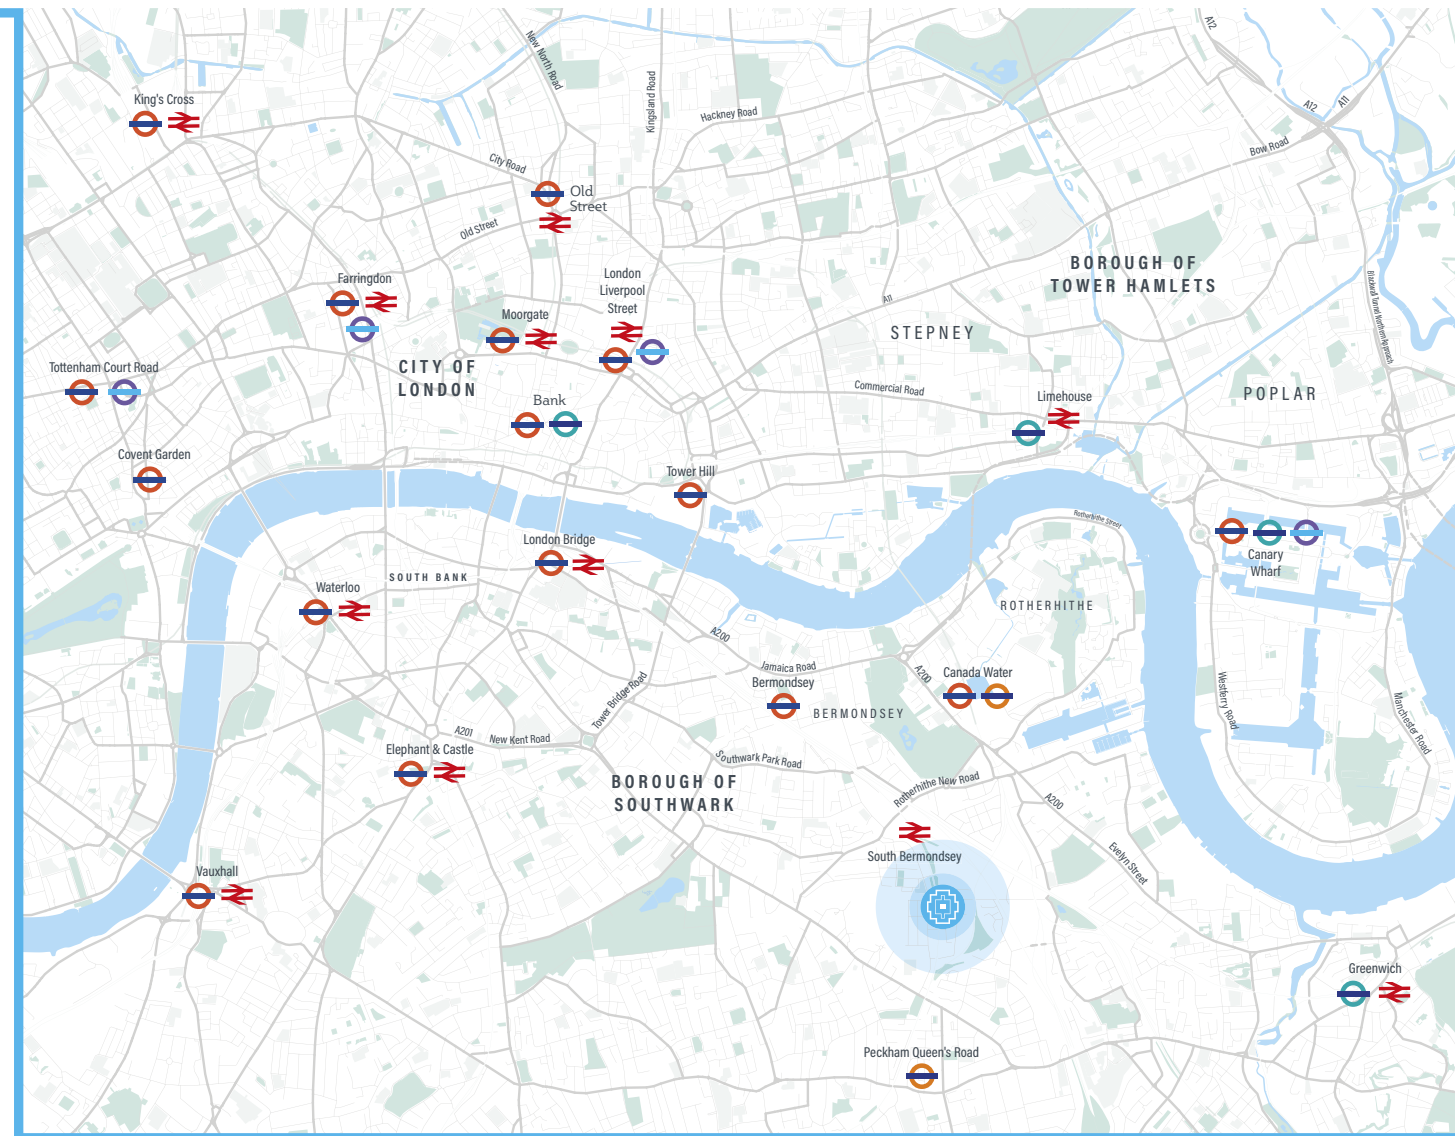 New North Road
Kingsland Road
Hackney Road
A12
A12
A11
Bow Road
King's Cross
City Road
Old
Street
Old Street
Farringdon
London
Liverpool
Street
Moorgate
BOROUGH OF
TOWER HAMLETS
A11
STEPNEY
Blackwall Tunnel Northern Approach
Tottenham Court Road
CITY OF
LONDON
Bank
Commercial Road
Limehouse
POPLAR
Covent Garden
Tower Hill
Rotherhithe Street
London Bridge
Canary
Wharf
Waterloo
SOUTH BANK
ROTHERHITHE
A200
Jamaica Road
Bermondsey
BERMONDSEY
A200
Canada Water
Tower Bridge Road
Westferry Road
Manchester Road
A201
New Kent Road
Elephant & Castle
Southwark Park Road
BOROUGH OF
SOUTHWARK
Rotherhithe New Road
A200
South Bermondsey
Evelyn Street
Vauxhall
Greenwich
Peckham Queen's Road